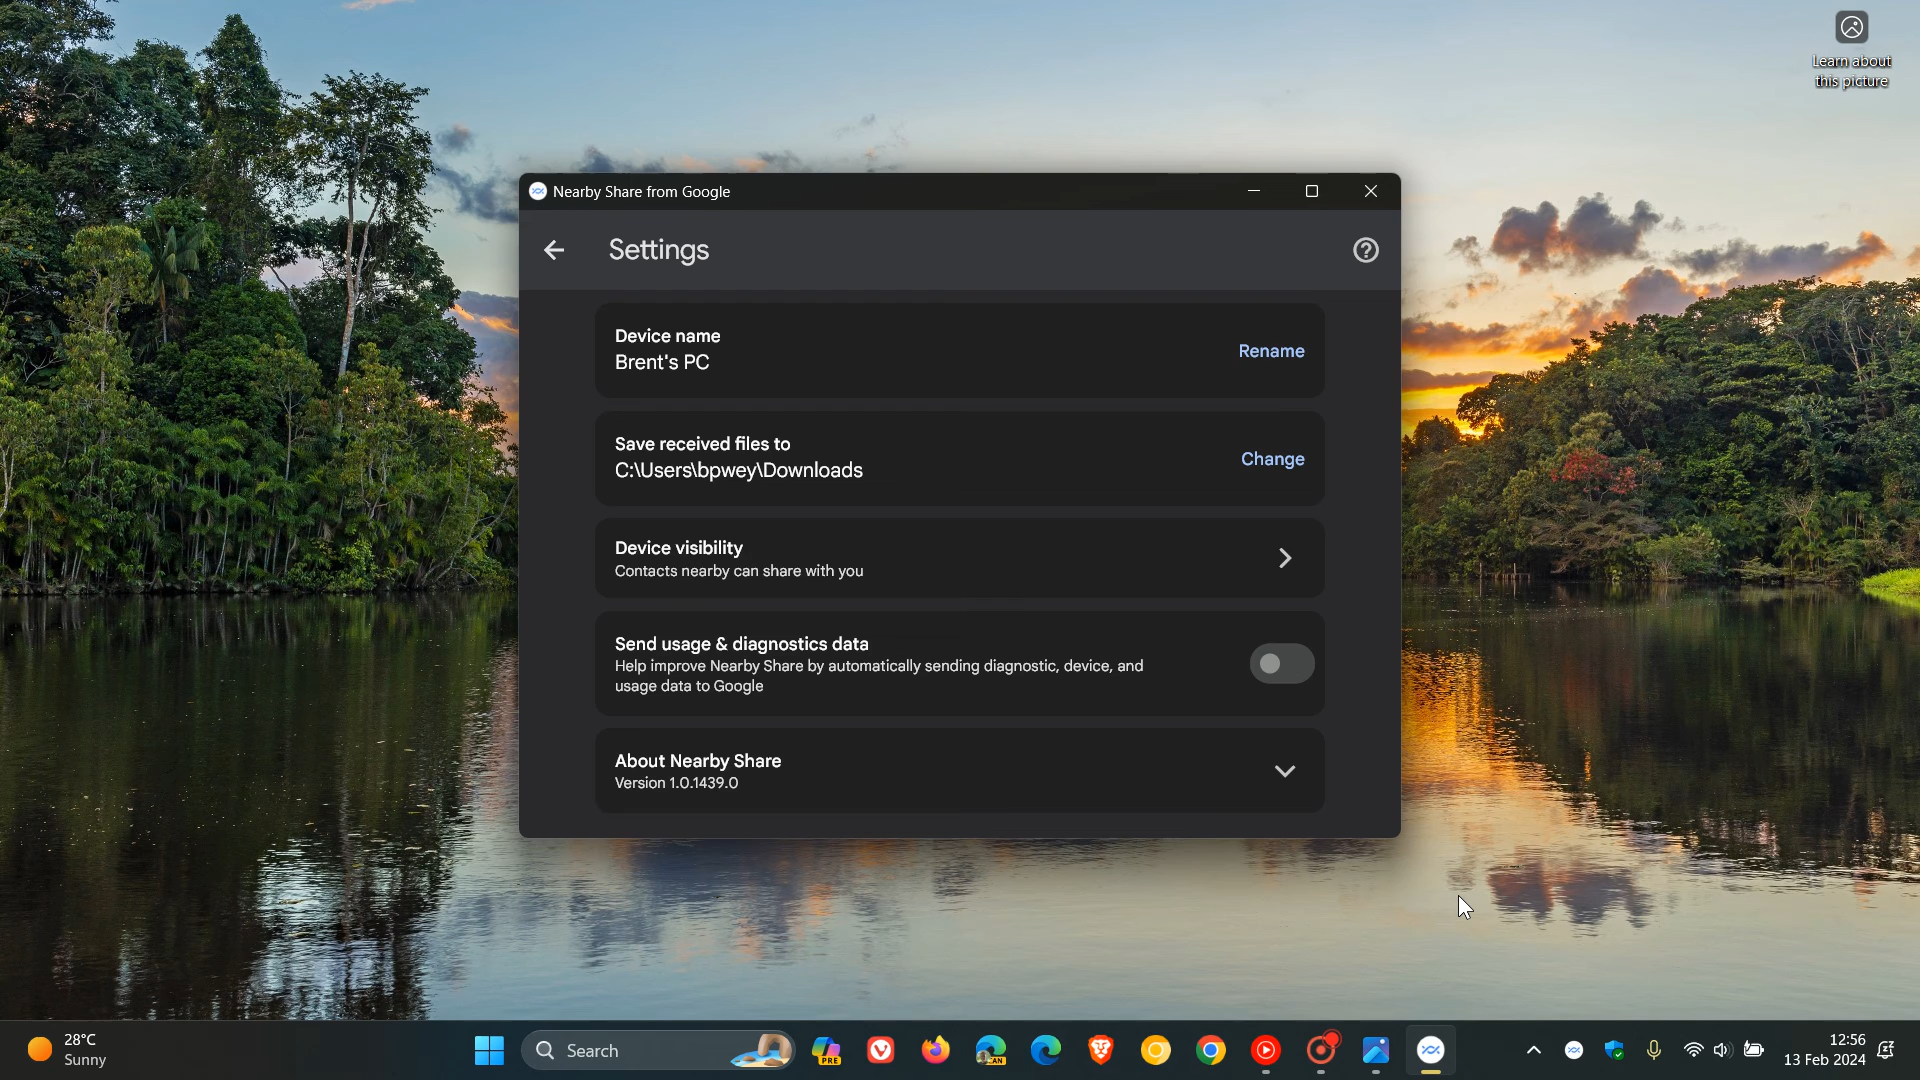 Learn about
this picture
Nearby Share from Google
Settings
Device name
Brent's PC
Rename
Save received files to
C:\Users\bpwey\Downloads
Change
Device visibility
Contacts nearby can share with you
Send usage & diagnostics data
Help improve Nearby Share by automatically sending diagnostic, device, and
usage data to Google
About Nearby Share
Version 1.0.1439.0
28°C
Sunny
Search
PRE
CAN
12:56
13 Feb 2024